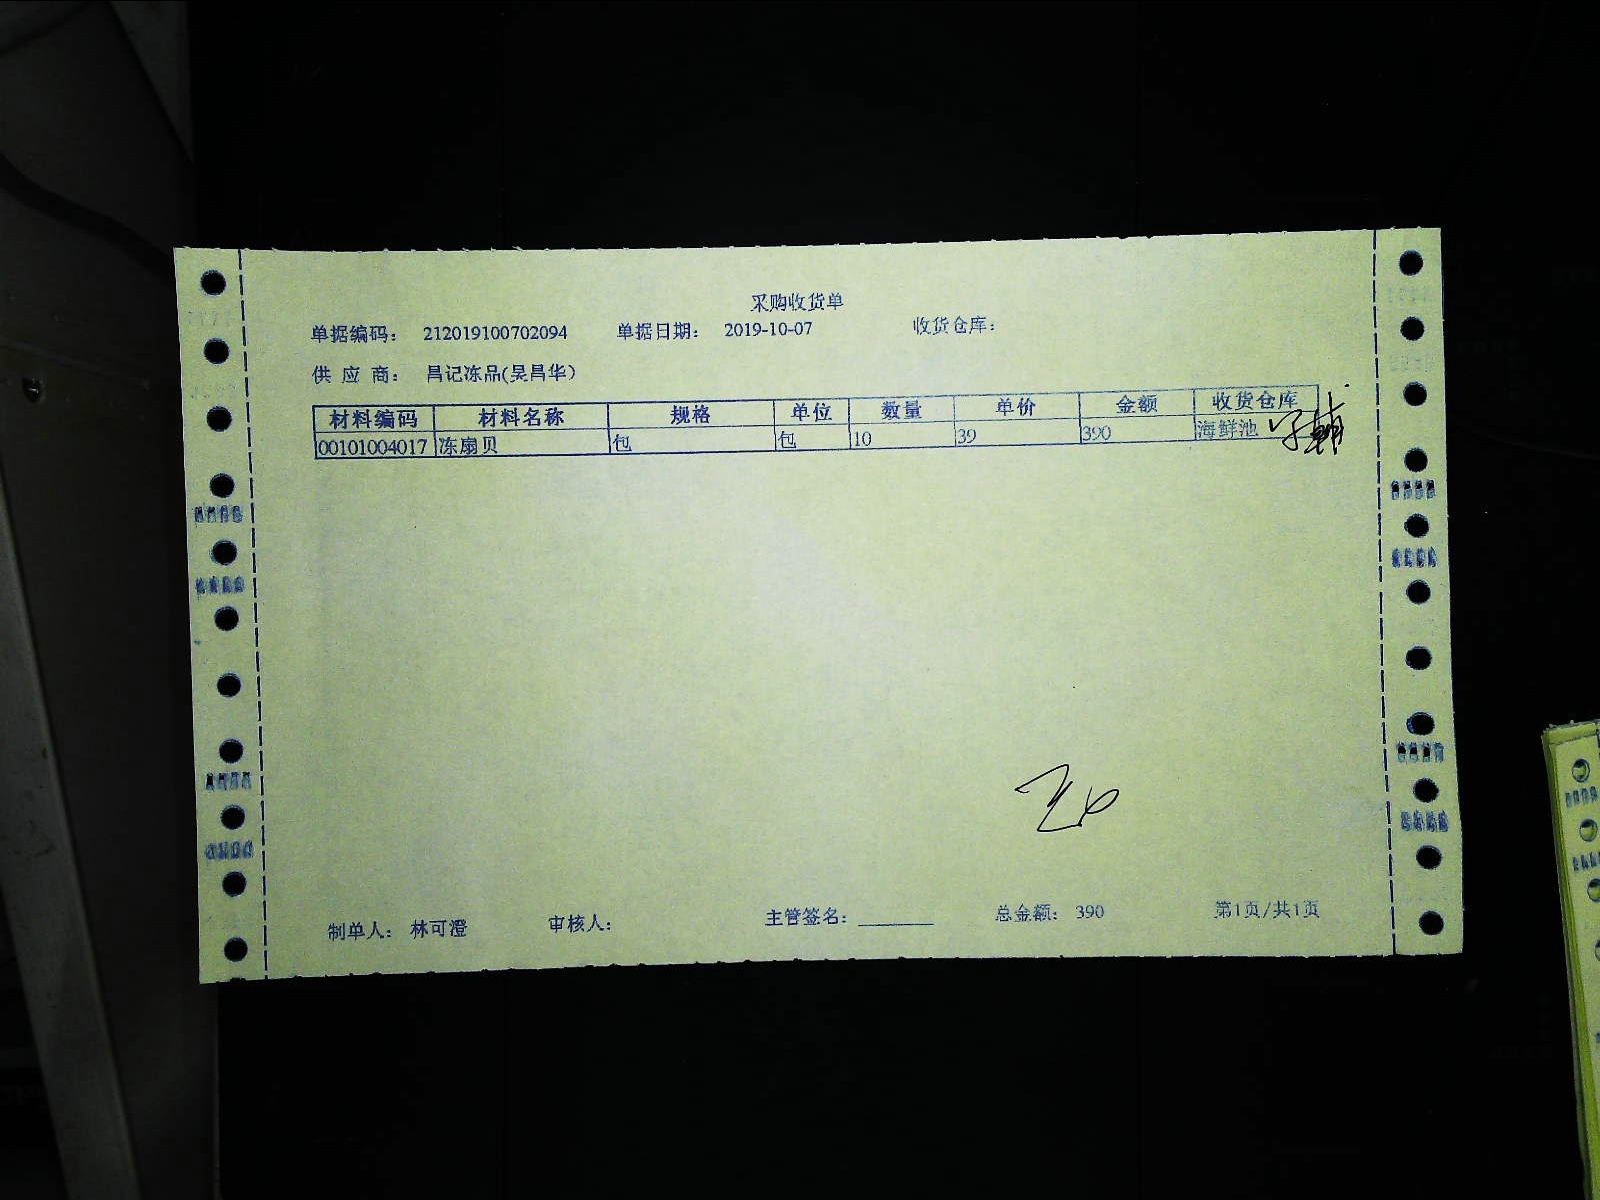 采购收货单
单据编码： 212019100702094 单据日期： 2019-10-07 收货仓库：
供 应 商： 昌记冻品(吴昌华)
材料编码 材料名称 规格 单位 数量 单价 金额 收货仓库
00101004017 冻扇贝 包 包 10 39 390 海鲜池
制单人： 林可澄 审核人： 主管签名： 总金额： 390 第1页/共1页